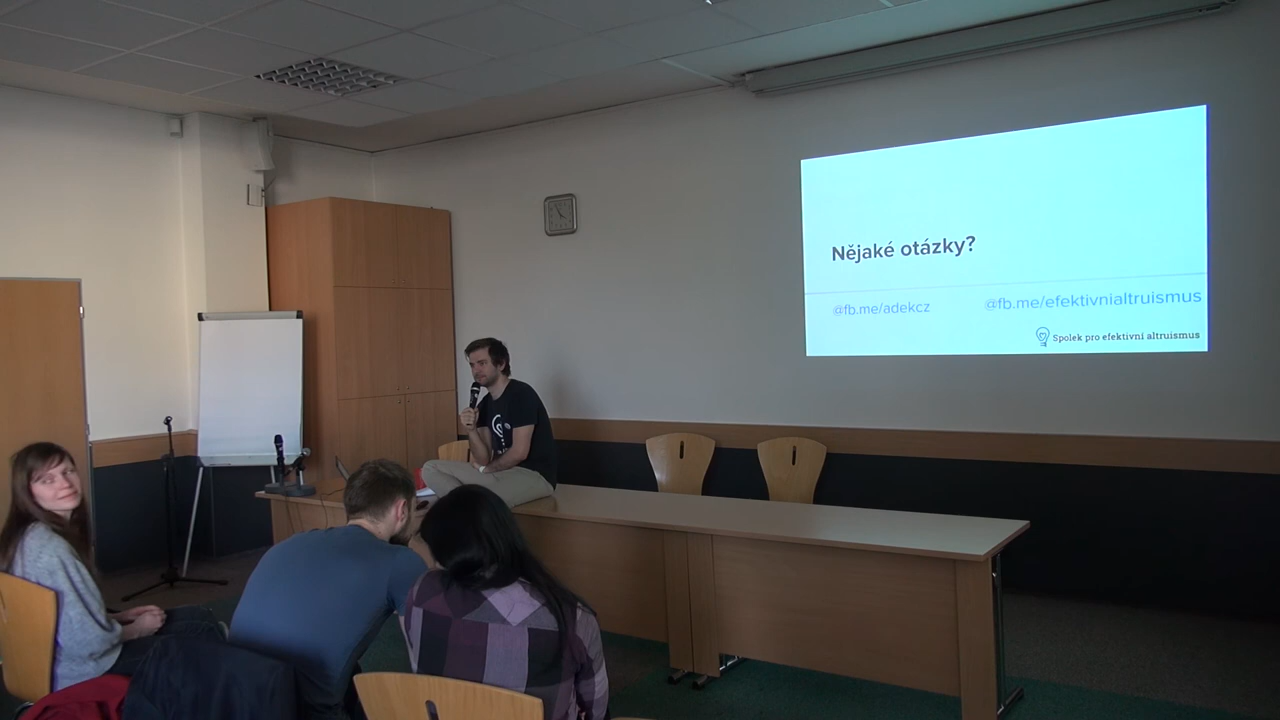 Nějaké otázky?
@fb.me/adekcz
@fb.me/efektivnialtruismus
Spolek pro efektivní altruismus